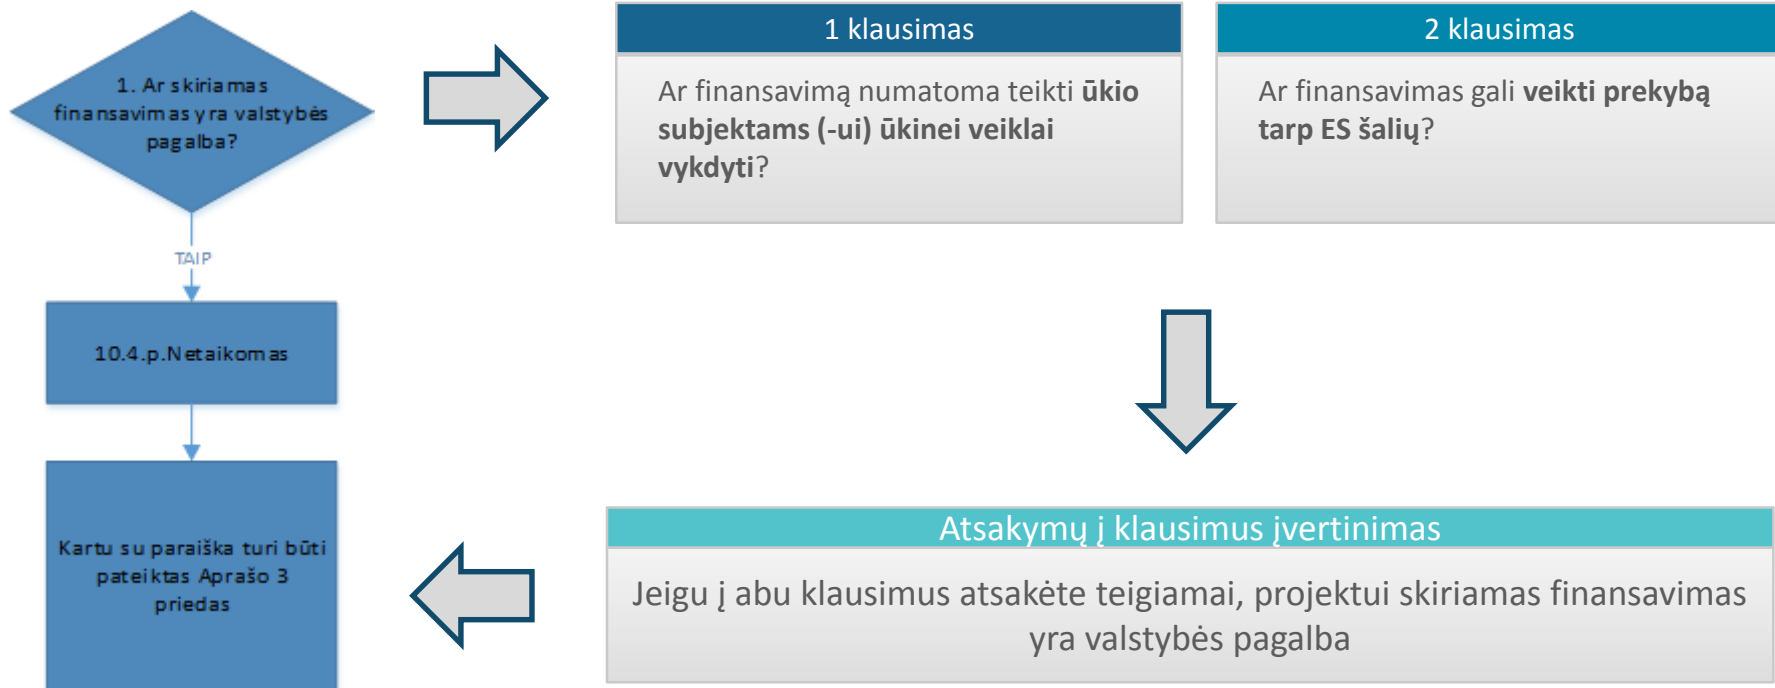 1. Ar skiriamas
finansavimas yra valstybės
pagalba?
TAIP
10.4.p.Netaikomas
Kartu su paraiška turi būti
pateiktas Aprašo 3
priedas
1 klausimas
Ar finansavimą numatoma teikti ūkio
subjektams (-ui) ūkinei veiklai
vykdyti?
2 klausimas
Ar finansavimas gali veikti prekybą
tarp ES šalių?
Atsakymų į klausimus įvertinimas
Jeigu į abu klausimus atsakėte teigiamai, projektui skiriamas finansavimas
yra valstybės pagalba